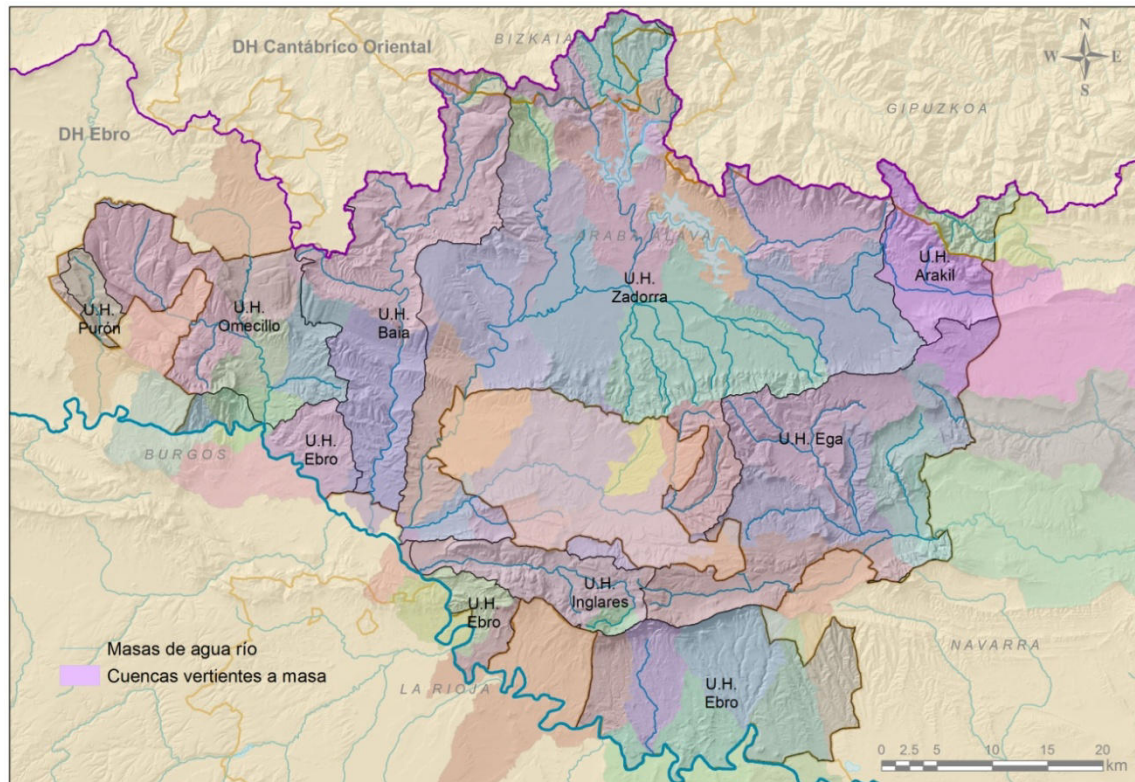 DH Cantábrico Oriental
BIZKAIA
N
W E
S
GIPUZKOA
DH Ebro
ARABA/ÁLAVA
U.H.
Arakil
U.H.
Zadorra
U.H.
Purón
U.H.
Omecillo
U.H.
Baia
U.H.
Ebro
U.H. Ega
BURGOS
U.H.
Inglares
U.H.
Ebro
NAVARRA
Masas de agua río
Cuencas vertientes a masa
LA RIOJA
U.H.
Ebro
0 2.5 5 10 15 20
km